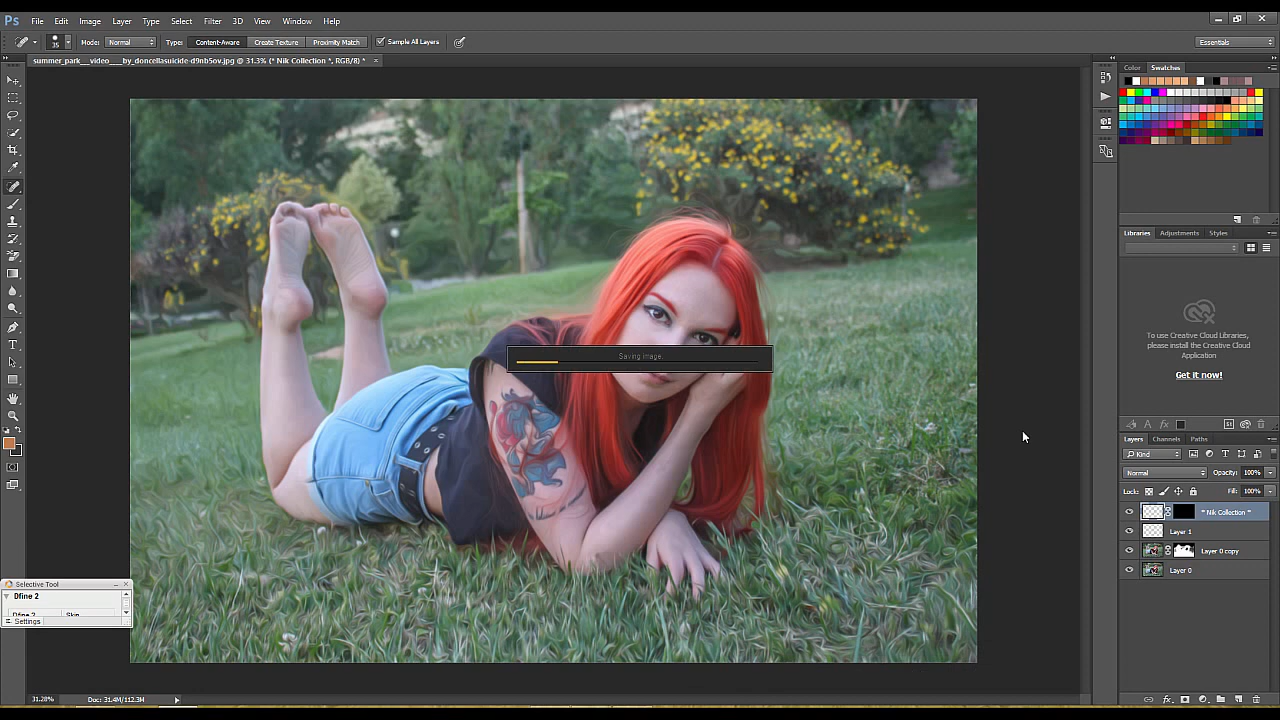 Ps File Edit Image Layer Type Select Filter 3D View Window Help
35 Mode: Normal Type: Content-Aware Create Texture Proximity Match Sample All Layers Essentials
summer_park__video___by_doncellasuicide-d9nb5ov.jpg @ 31.3% (* Nik Collection *, RGB/8) * ×
Color Swatches
Libraries Adjustments Styles
To use Creative Cloud Libraries,
please install the Creative Cloud
Application
Get it now!
Saving image.
Layers Channels Paths
Kind
Normal Opacity: 100%
Lock: Fill: 100%
* Nik Collection *
Layer 1
Layer 0 copy
Layer 0
Selective Tool
Dfine 2
Dfine 2 Skin
Settings
31.28% Doc: 31.4M/112.3M